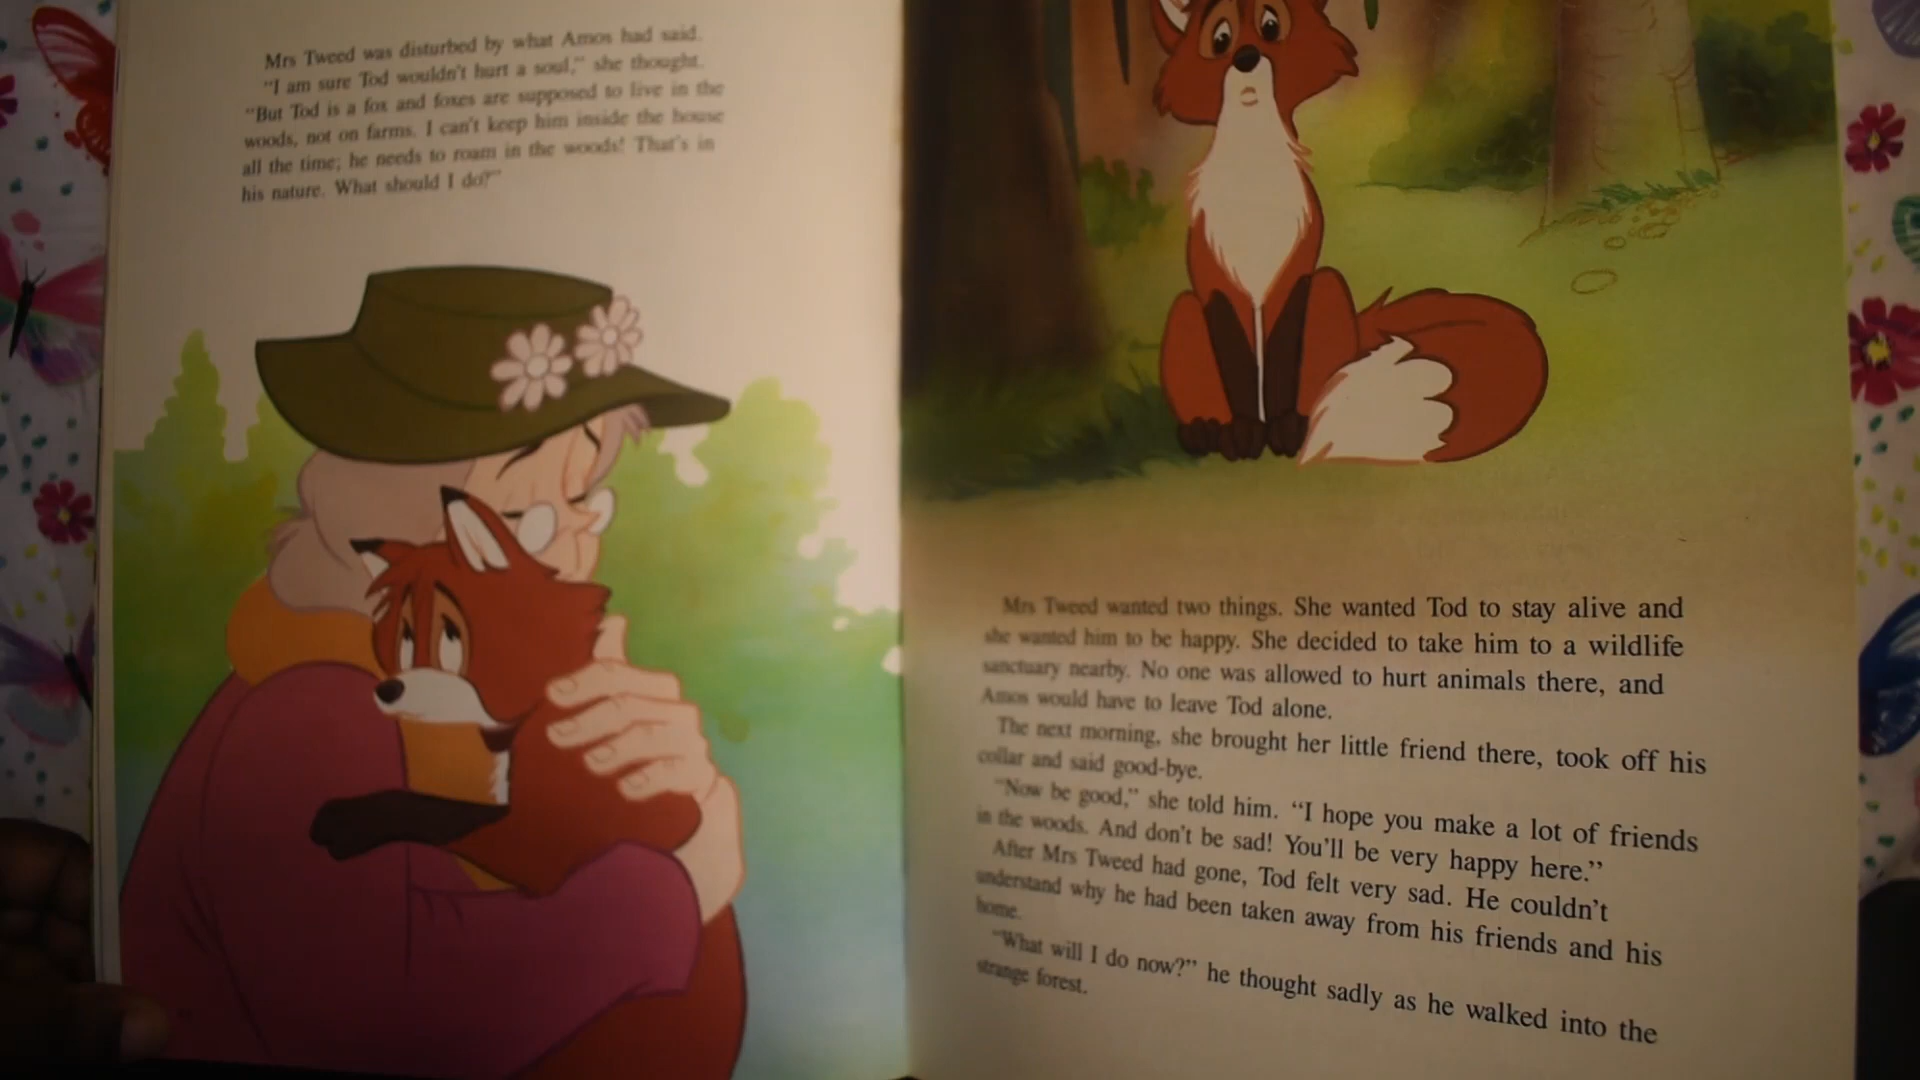 Mrs Tweed was disturbed by what Amos had said.
“I am sure Tod wouldn't hurt a soul,” she thought.
“But Tod is a fox and foxes are supposed to live in the
woods, not on farms. I can't keep him inside the house
all the time; he needs to roam in the woods! That's in
his nature. What should I do?”
Mrs Tweed wanted two things. She wanted Tod to stay alive and
she wanted him to be happy. She decided to take him to a wildlife
sanctuary nearby. No one was allowed to hurt animals there, and
Amos would have to leave Tod alone.
The next morning, she brought her little friend there, took off his
collar and said good-bye.
“Now be good,” she told him. “I hope you make a lot of friends
in the woods. And don't be sad! You'll be very happy here.”
After Mrs Tweed had gone, Tod felt very sad. He couldn't
understand why he had been taken away from his friends and his
home.
“What will I do now?” he thought sadly as he walked into the
strange forest.